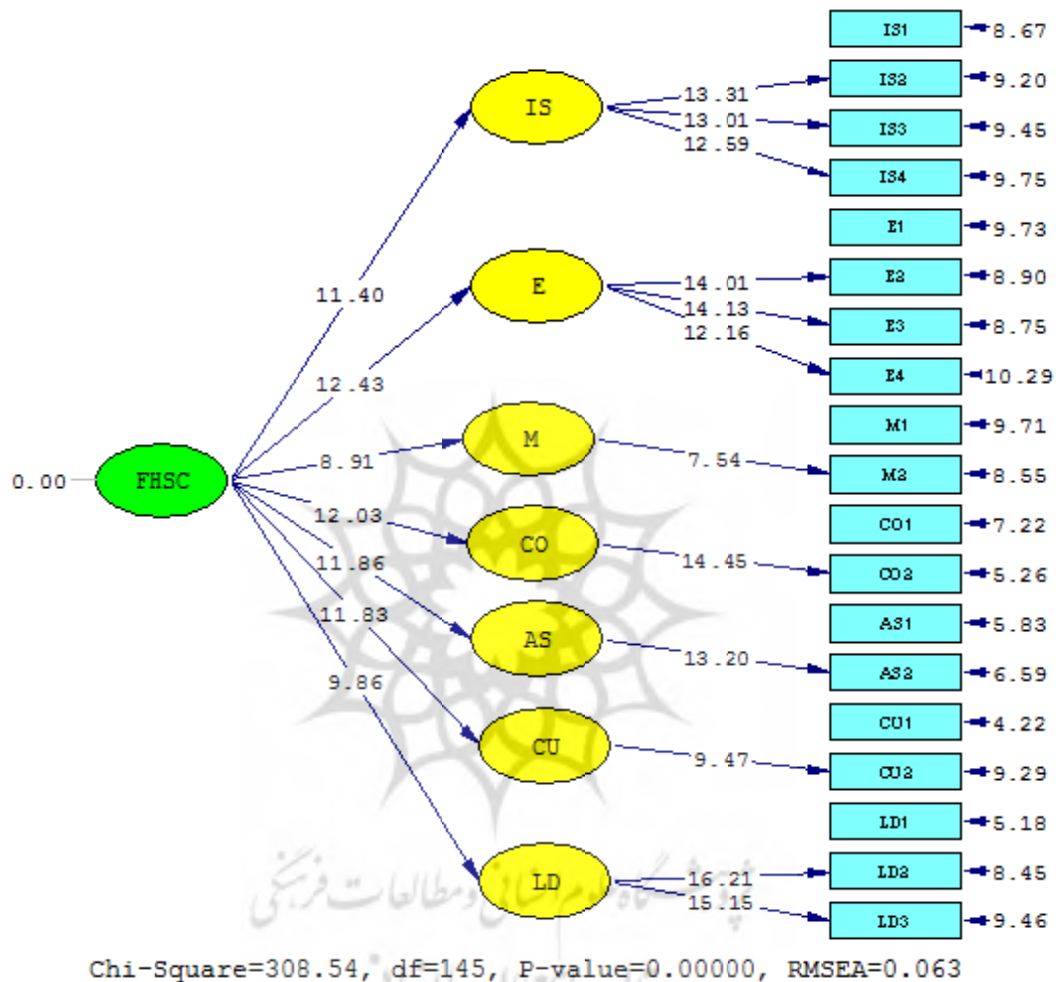 IS1 8.67
IS2 9.20
13.31
IS
13.01
IS3 9.45
12.59
IS4 9.75
E1 9.73
E2 8.90
14.01
E
11.40
14.13
E3 8.75
12.16
E4 10.29
12.43
M1 9.71
M
8.91
7.54
M2 8.55
0.00 FHSC
12.03
CO1 7.22
CO
14.45
CO2 5.26
11.86
AS1 5.83
11.83
AS
13.20
AS2 6.59
9.86
CU1 4.22
CU
9.47
CU2 9.29
LD1 5.18
LD
16.21
LD2 8.45
15.15
LD3 9.46
پژوهشگاه علوم انسانی و مطالعات فرهنگی
Chi-Square=308.54, df=145, P-value=0.00000, RMSEA=0.063